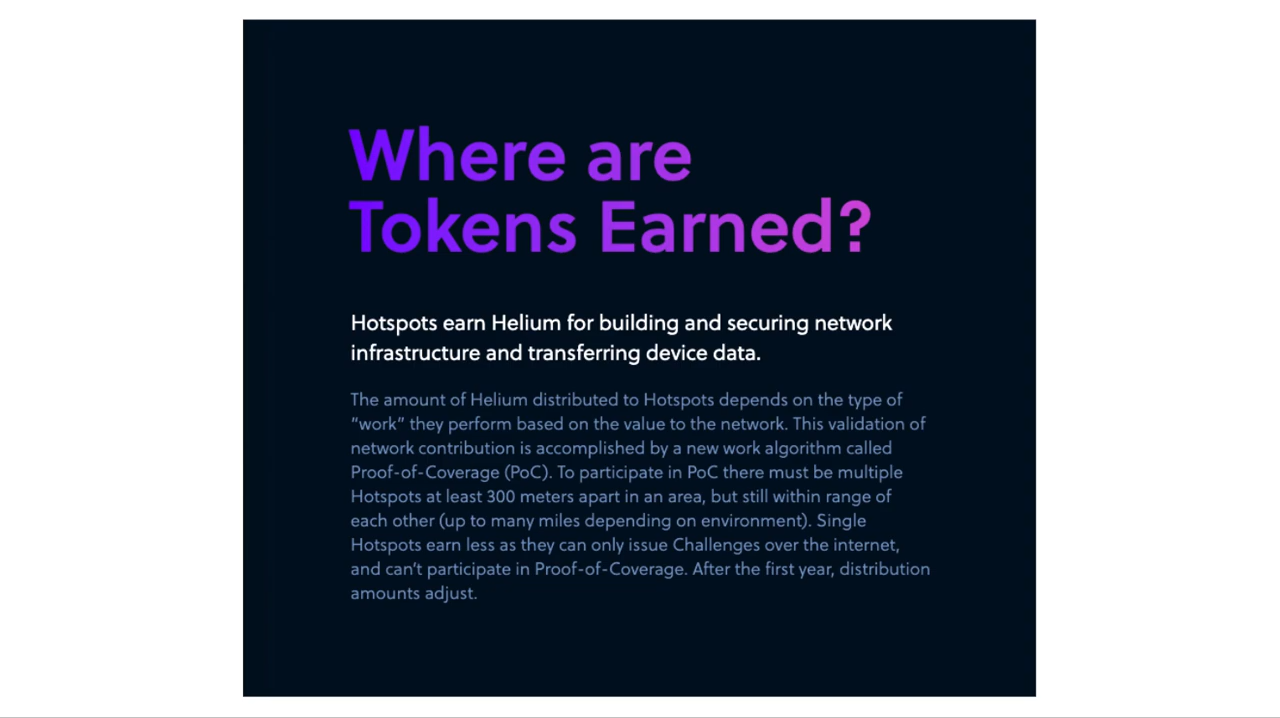 Where are
Tokens Earned?
Hotspots earn Helium for building and securing network
infrastructure and transferring device data.
The amount of Helium distributed to Hotspots depends on the type of
"work" they perform based on the value to the network. This validation of
network contribution is accomplished by a new work algorithm called
Proof-of-Coverage (PoC). To participate in PoC there must be multiple
Hotspots at least 300 meters apart in an area, but still within range of
each other (up to many miles depending on environment). Single
Hotspots earn less as they can only issue Challenges over the internet,
and can't participate in Proof-of-Coverage. After the first year, distribution
amounts adjust.